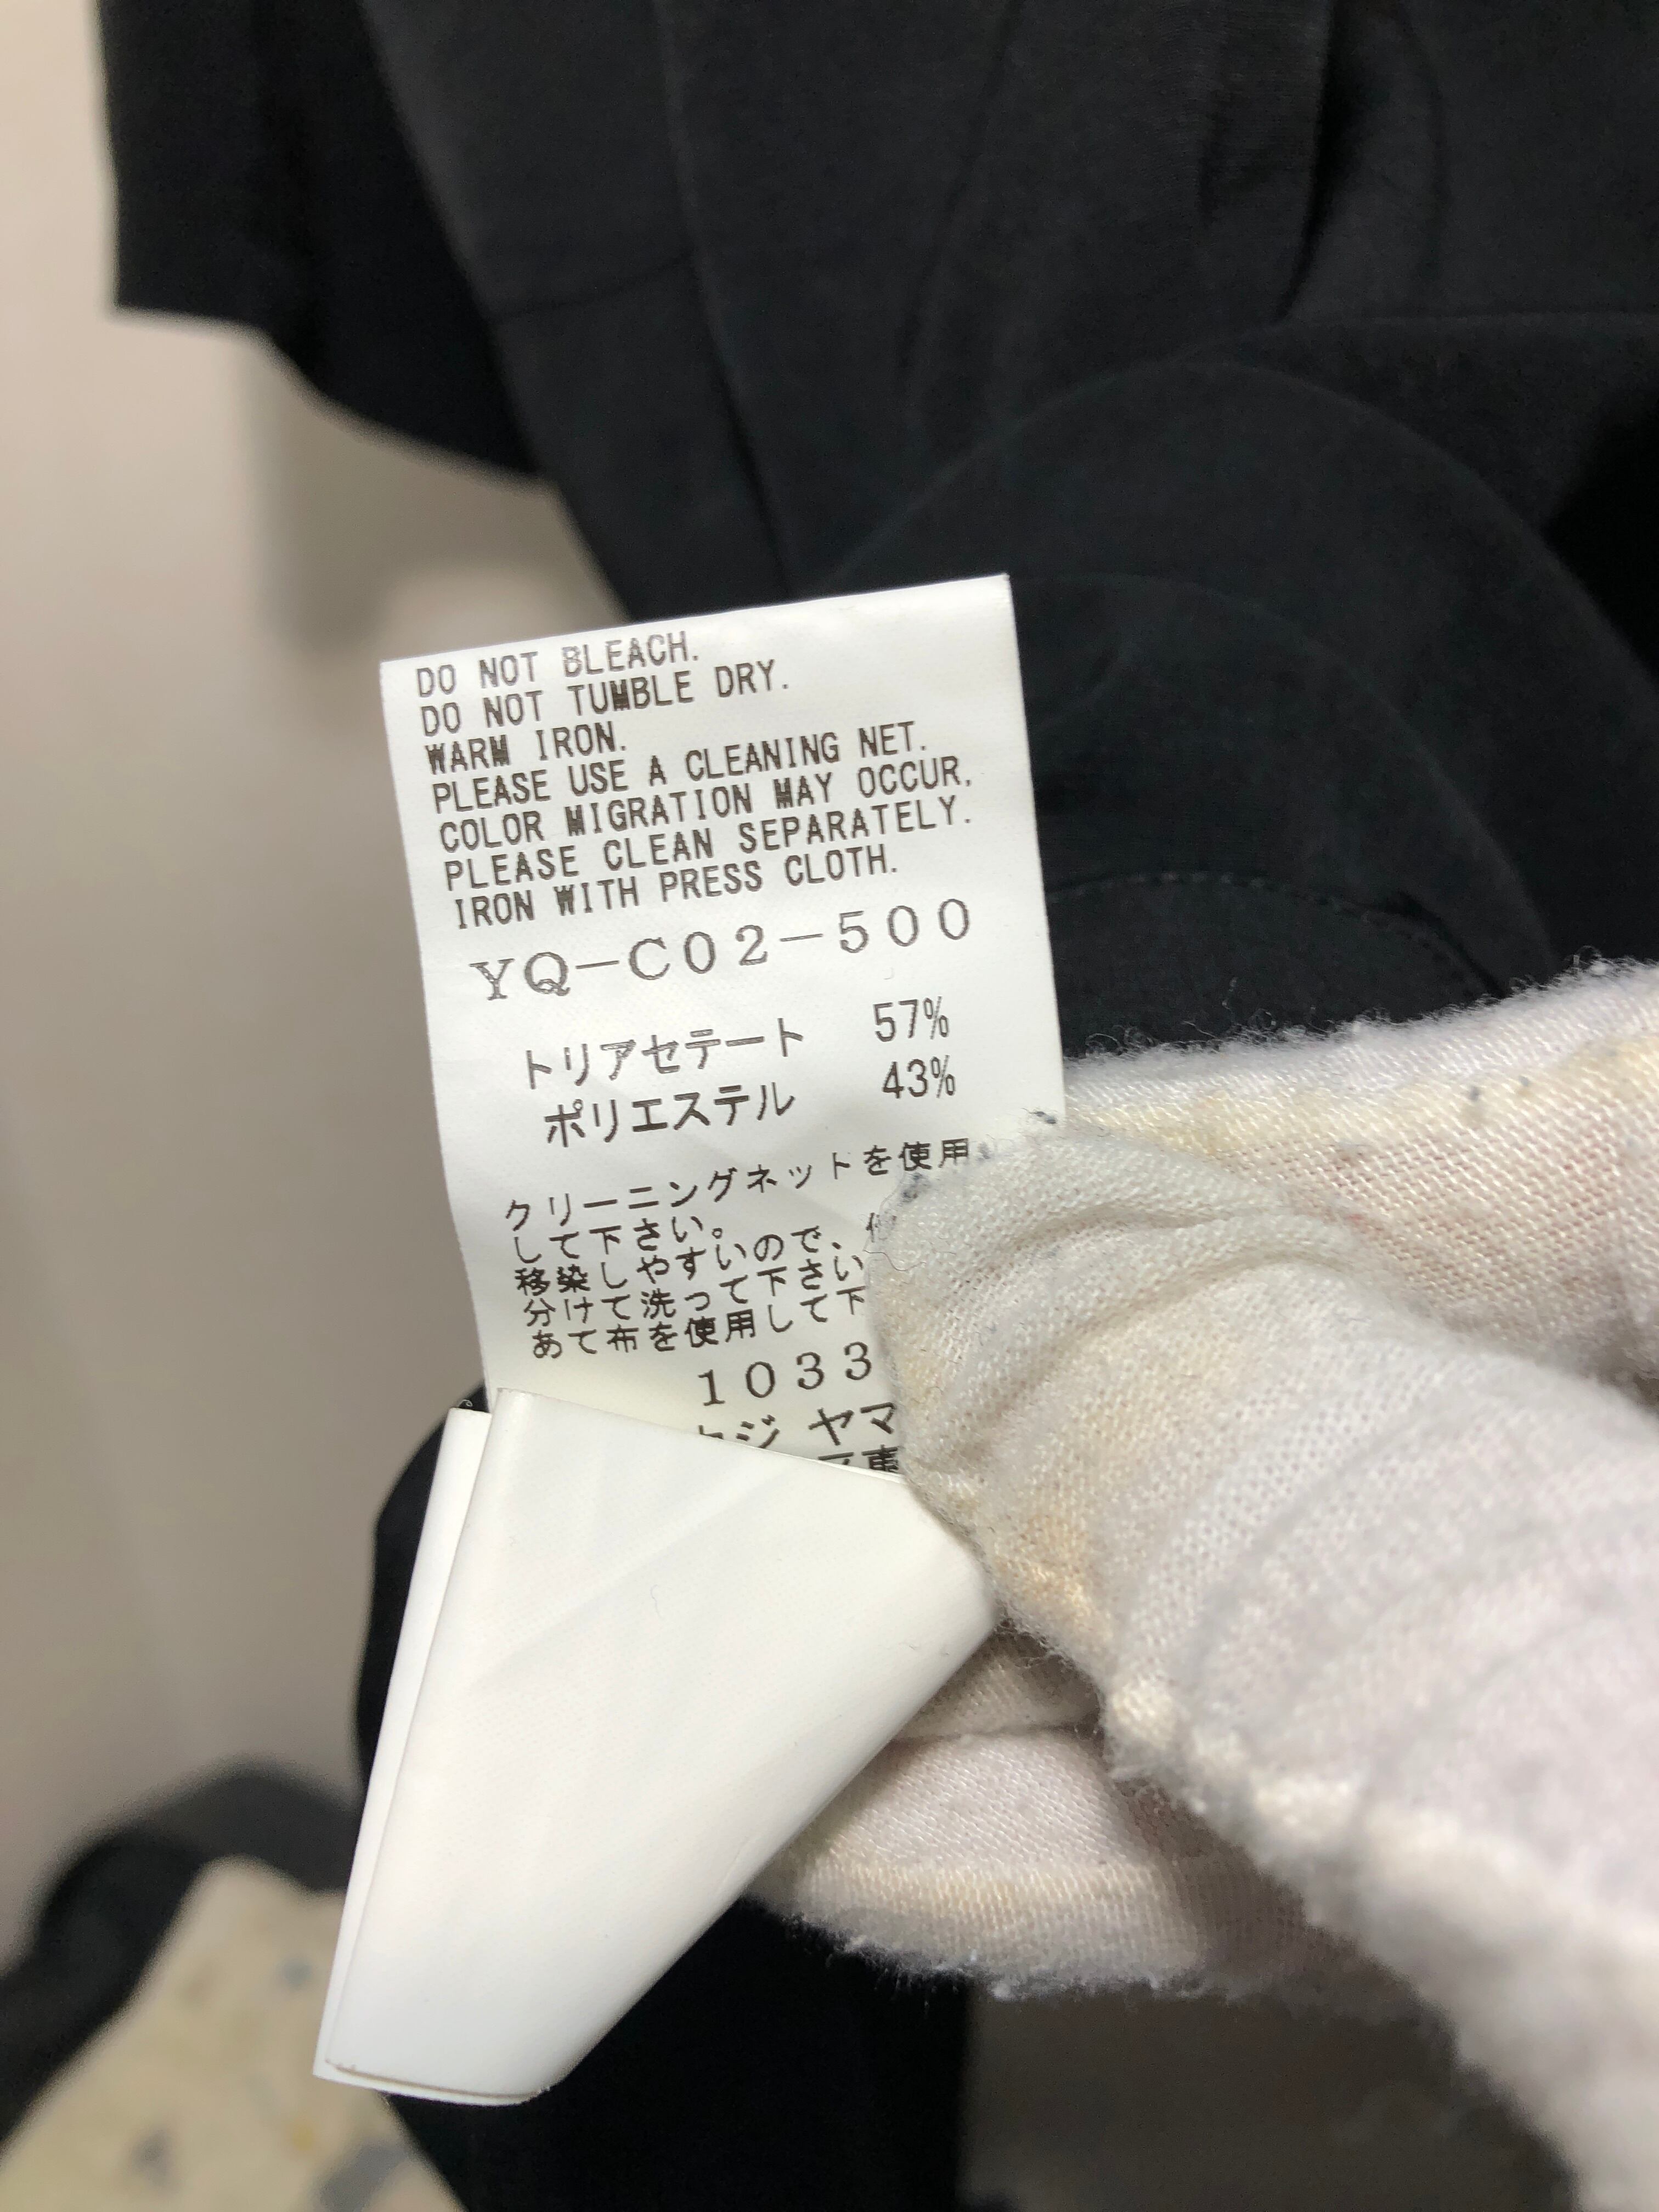 DO NOT BLEACH.
DO NOT TUMBLE DRY.
WARM IRON.
PLEASE USE A CLEANING NET.
COLOR MIGRATION MAY OCCUR,
PLEASE CLEAN SEPARATELY.
IRON WITH PRESS CLOTH.
YQ-C02-500
トリアセテート 57%
ポリエステル 43%
クリーニングネットを使用
して下さい。
移染しやすいので、
分けて洗って下さい
あて布を使用して下
1033
ジ ヤマ